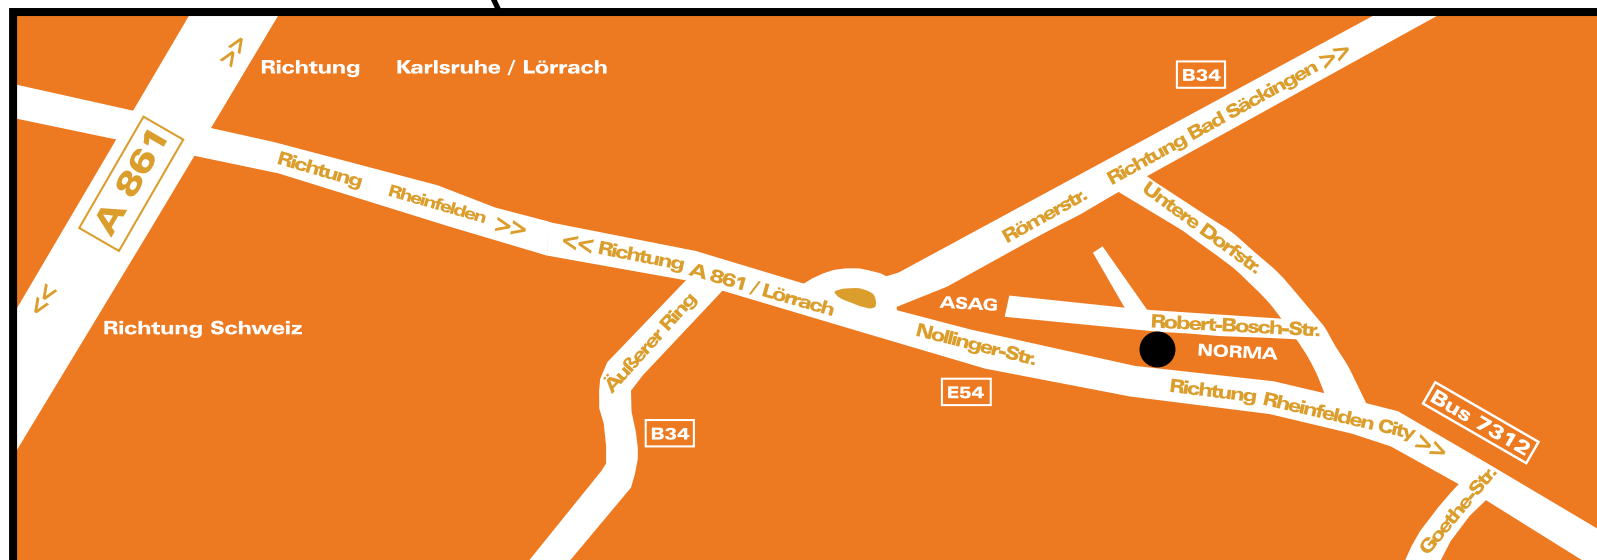 Richtung Karlsruhe / Lörrach
B34
Richtung Bad Säckingen >>
>>
A 861
<<
Richtung Schweiz
Richtung Rheinfelden >>
<< Richtung A 861 / Lörrach
Römerstr.
Untere Dorfstr.
Äußerer Ring
B34
ASAG
Robert-Bosch-Str.
NORMA
Nollinger-Str.
E54
Richtung Rheinfelden City >>
Bus 7312
Goethe-Str.